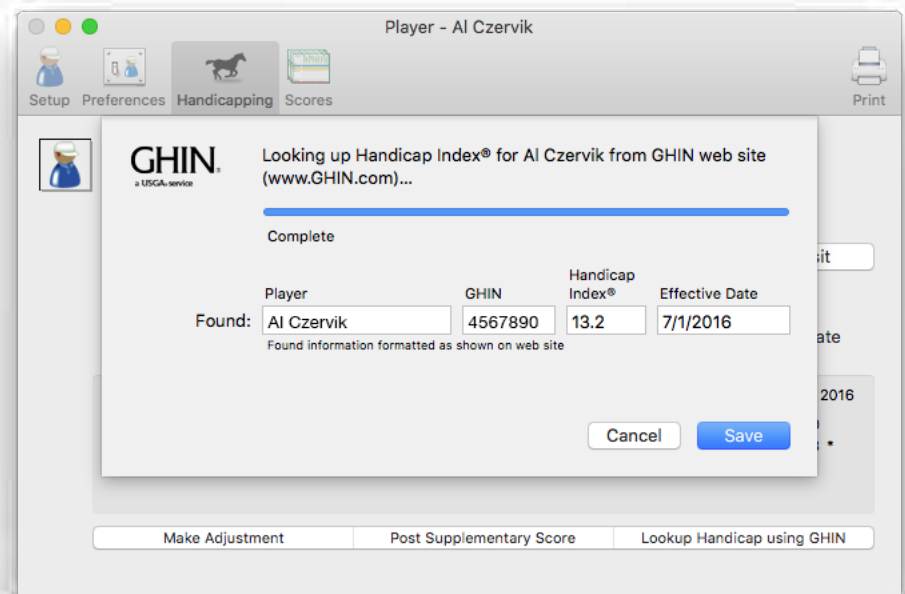 Player - Al Czervik
Setup Preferences Handicapping Scores Print
GHIN.
a USGA® service
Looking up Handicap Index® for Al Czervik from GHIN web site
(www.GHIN.com)...
Complete
Player GHIN Handicap Index® Effective Date
Found: Al Czervik 4567890 13.2 7/1/2016
Found information formatted as shown on web site
2016
Cancel Save
Make Adjustment Post Supplementary Score Lookup Handicap using GHIN